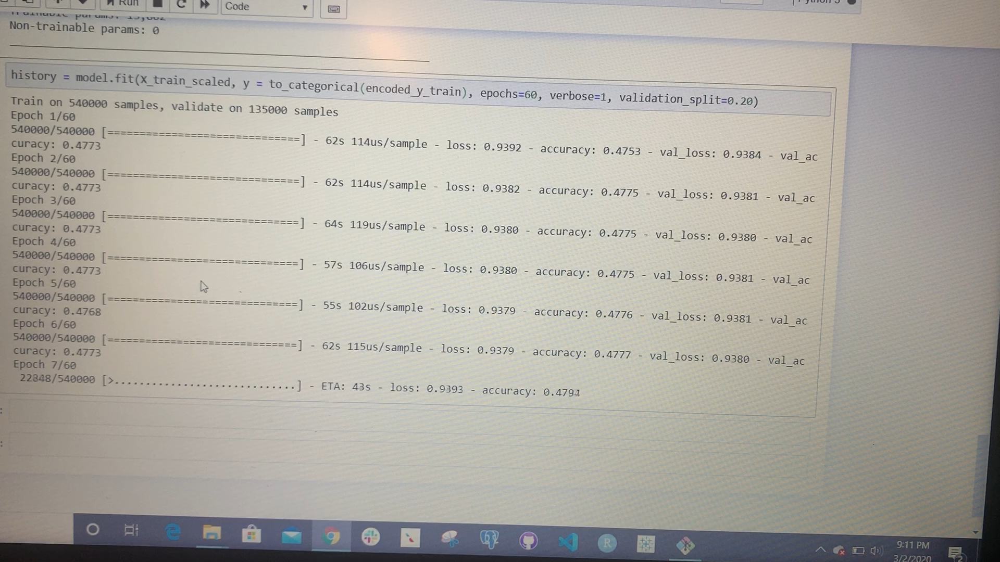 Run
Code
Python 3
Trainable params: 15,602
Non-trainable params: 0
history = model.fit(X_train_scaled, y = to_categorical(encoded_y_train), epochs=60, verbose=1, validation_split=0.20)
Train on 540000 samples, validate on 135000 samples
Epoch 1/60
540000/540000 [==============================] - 62s 114us/sample - loss: 0.9392 - accuracy: 0.4753 - val_loss: 0.9384 - val_ac
curacy: 0.4773
Epoch 2/60
540000/540000 [==============================] - 62s 114us/sample - loss: 0.9382 - accuracy: 0.4775 - val_loss: 0.9381 - val_ac
curacy: 0.4773
Epoch 3/60
540000/540000 [==============================] - 64s 119us/sample - loss: 0.9380 - accuracy: 0.4775 - val_loss: 0.9380 - val_ac
curacy: 0.4773
Epoch 4/60
540000/540000 [==============================] - 57s 106us/sample - loss: 0.9380 - accuracy: 0.4775 - val_loss: 0.9381 - val_ac
curacy: 0.4773
Epoch 5/60
540000/540000 [==============================] - 55s 102us/sample - loss: 0.9379 - accuracy: 0.4776 - val_loss: 0.9381 - val_ac
curacy: 0.4768
Epoch 6/60
540000/540000 [==============================] - 62s 115us/sample - loss: 0.9379 - accuracy: 0.4777 - val_loss: 0.9380 - val_ac
curacy: 0.4773
Epoch 7/60
22848/540000 [>.............................] - ETA: 43s - loss: 0.9393 - accuracy: 0.4794
R
9:11 PM
3/2/2020
2